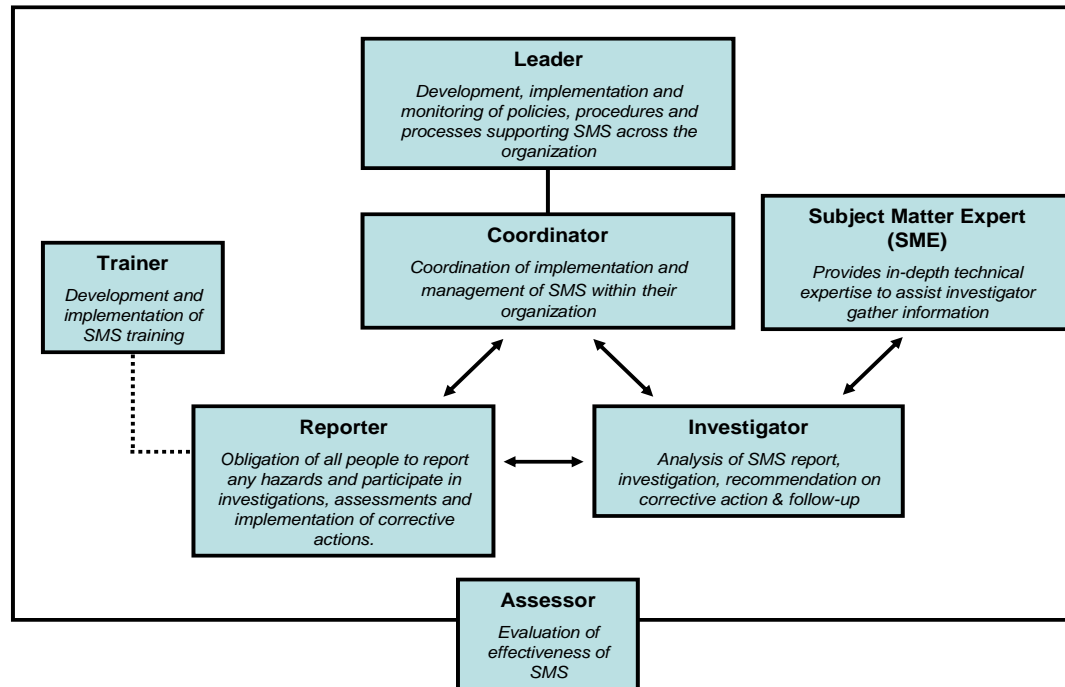 Leader
Development, implementation and
monitoring of policies, procedures and
processes supporting SMS across the
organization
Coordinator
Coordination of implementation and
management of SMS within their
organization
Subject Matter Expert
(SME)
Provides in-depth technical
expertise to assist investigator
gather information
Trainer
Development and
implementation of
SMS training
Reporter
Obligation of all people to report
any hazards and participate in
investigations, assessments and
implementation of corrective
actions.
Investigator
Analysis of SMS report,
investigation, recommendation on
corrective action & follow-up
Assessor
Evaluation of
effectiveness of
SMS